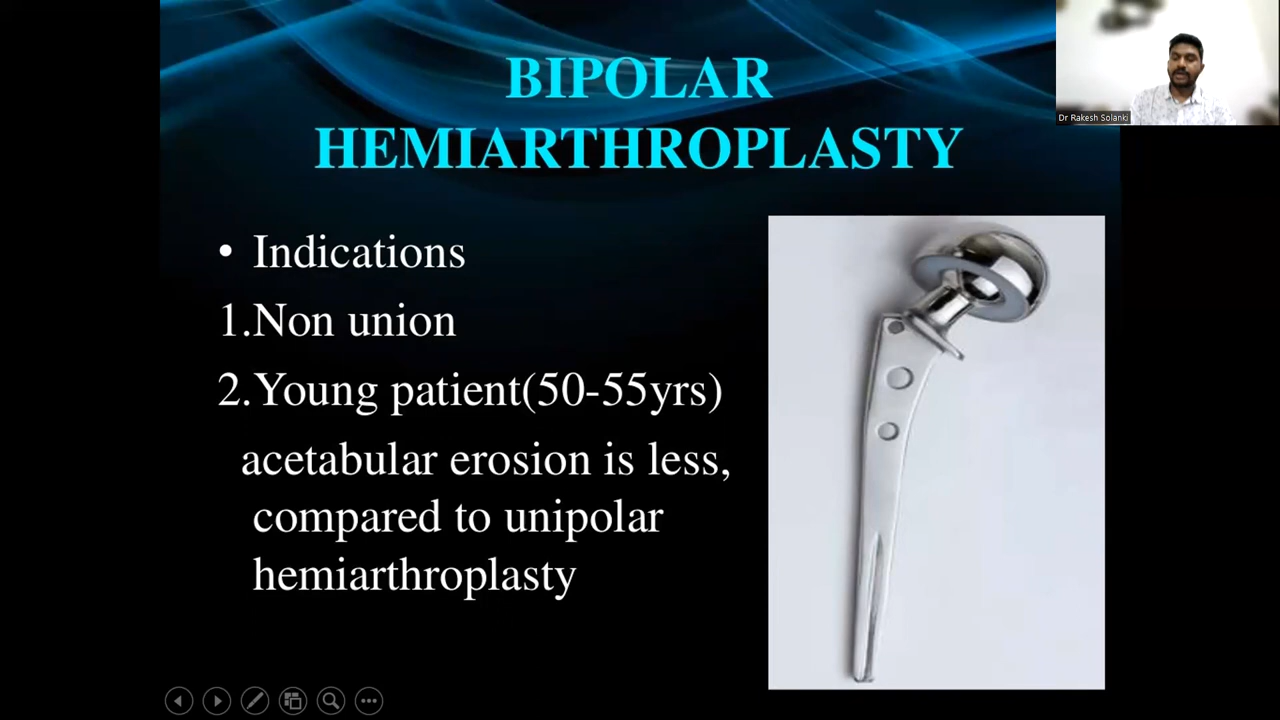 BIPOLAR
HEMIARTHROPLASTY
Dr Rakesh Solanki
• Indications
1.Non union
2.Young patient(50-55yrs)
acetabular erosion is less,
compared to unipolar
hemiarthroplasty